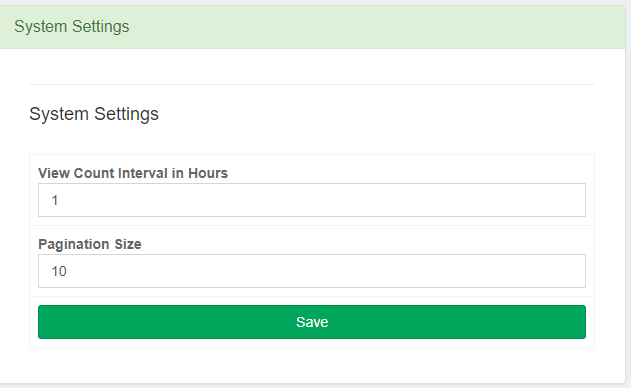 System Settings
System Settings
View Count Interval in Hours
1
Pagination Size
10
Save